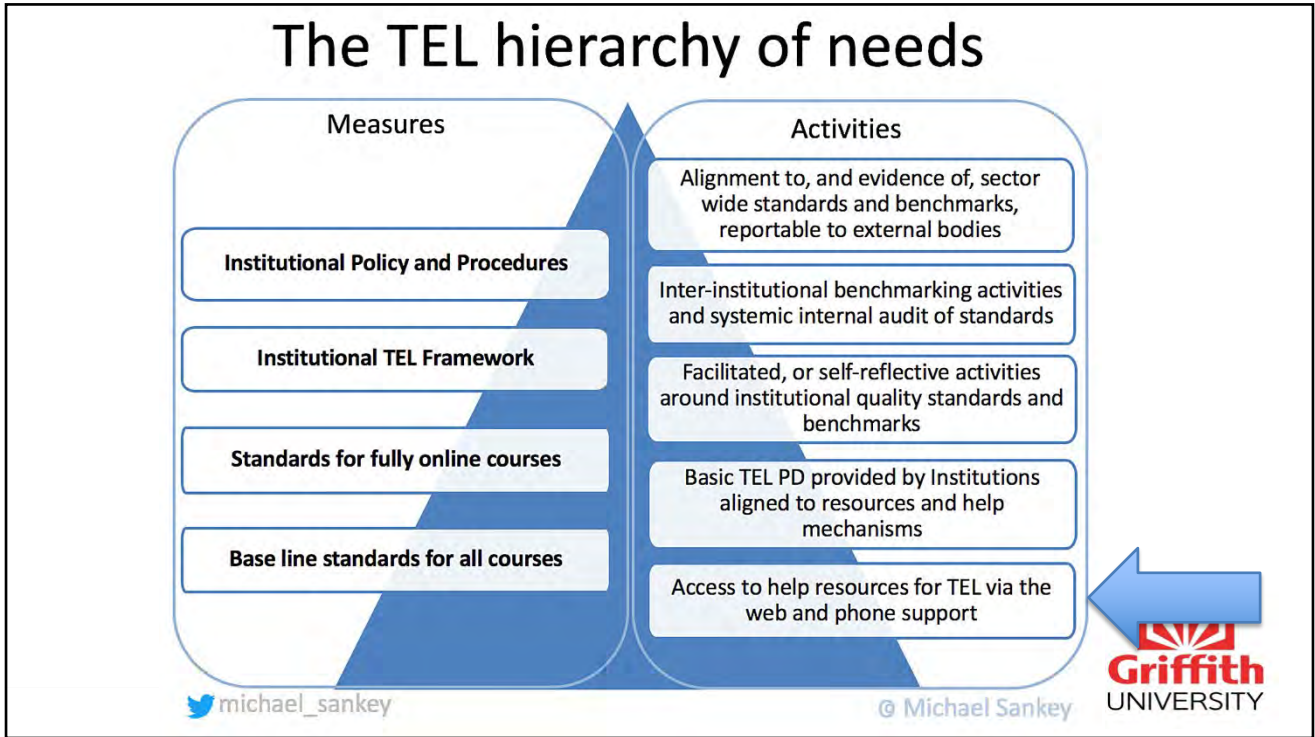 The TEL hierarchy of needs
Measures
Institutional Policy and Procedures
Institutional TEL Framework
Standards for fully online courses
Base line standards for all courses
Activities
Alignment to, and evidence of, sector
wide standards and benchmarks,
reportable to external bodies
Inter-institutional benchmarking activities
and systemic internal audit of standards
Facilitated, or self-reflective activities
around institutional quality standards and
benchmarks
Basic TEL PD provided by Institutions
aligned to resources and help
mechanisms
Access to help resources for TEL via the
web and phone support
michael_sankey
© Michael Sankey
Griffith
UNIVERSITY